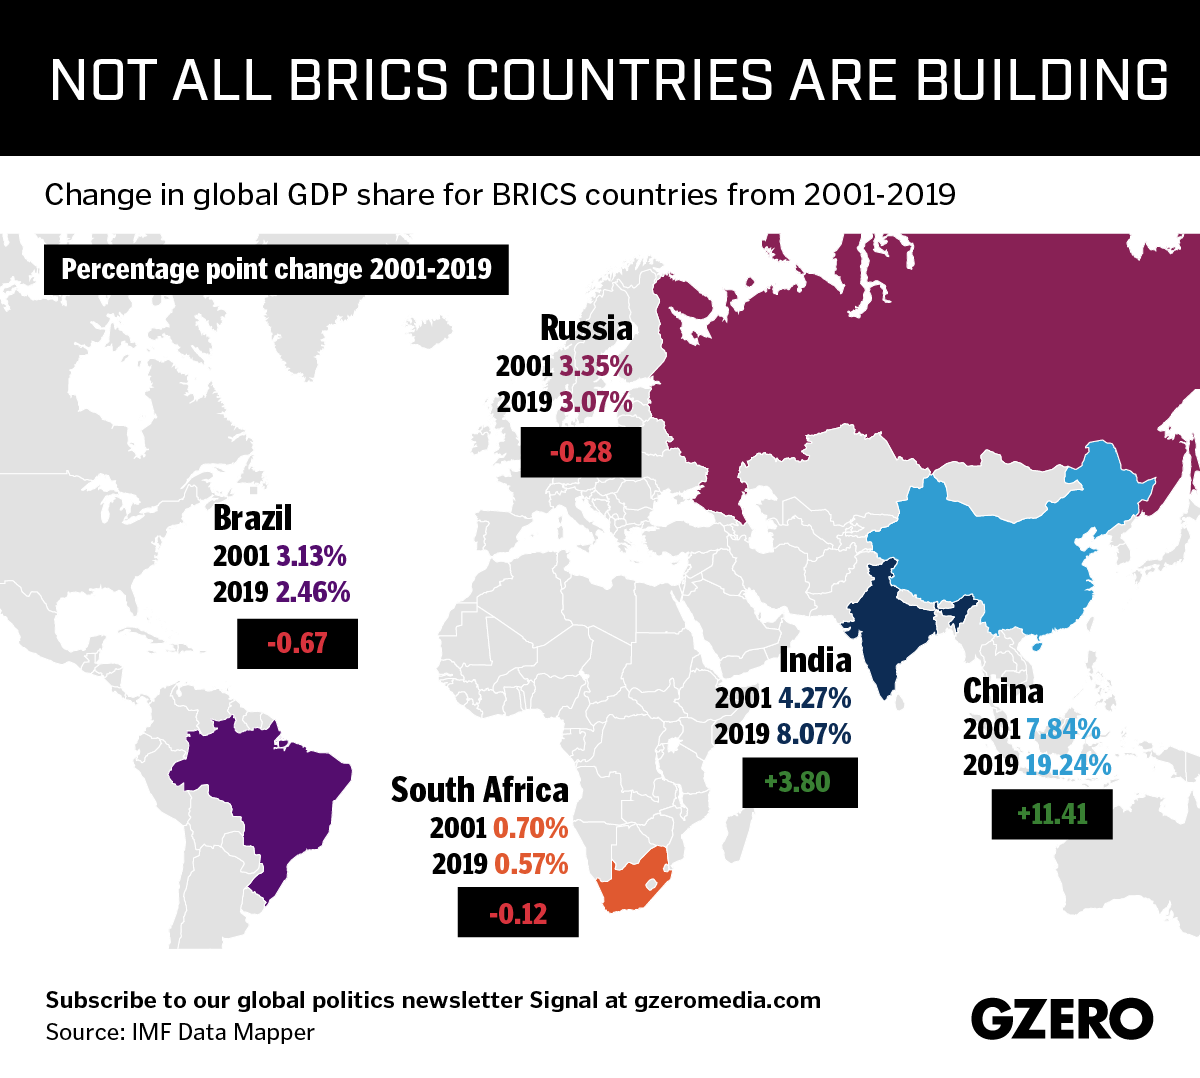 NOT ALL BRICS COUNTRIES ARE BUILDING
Change in global GDP share for BRICS countries from 2001-2019
Percentage point change 2001-2019
Russia
2001 3.35%
2019 3.07%
-0.28
Brazil
2001 3.13%
2019 2.46%
-0.67
India
2001 4.27%
2019 8.07%
+3.80
China
2001 7.84%
2019 19.24%
+11.41
South Africa
2001 0.70%
2019 0.57%
-0.12
Subscribe to our global politics newsletter Signal at gzeromedia.com
Source: IMF Data Mapper
GZERO